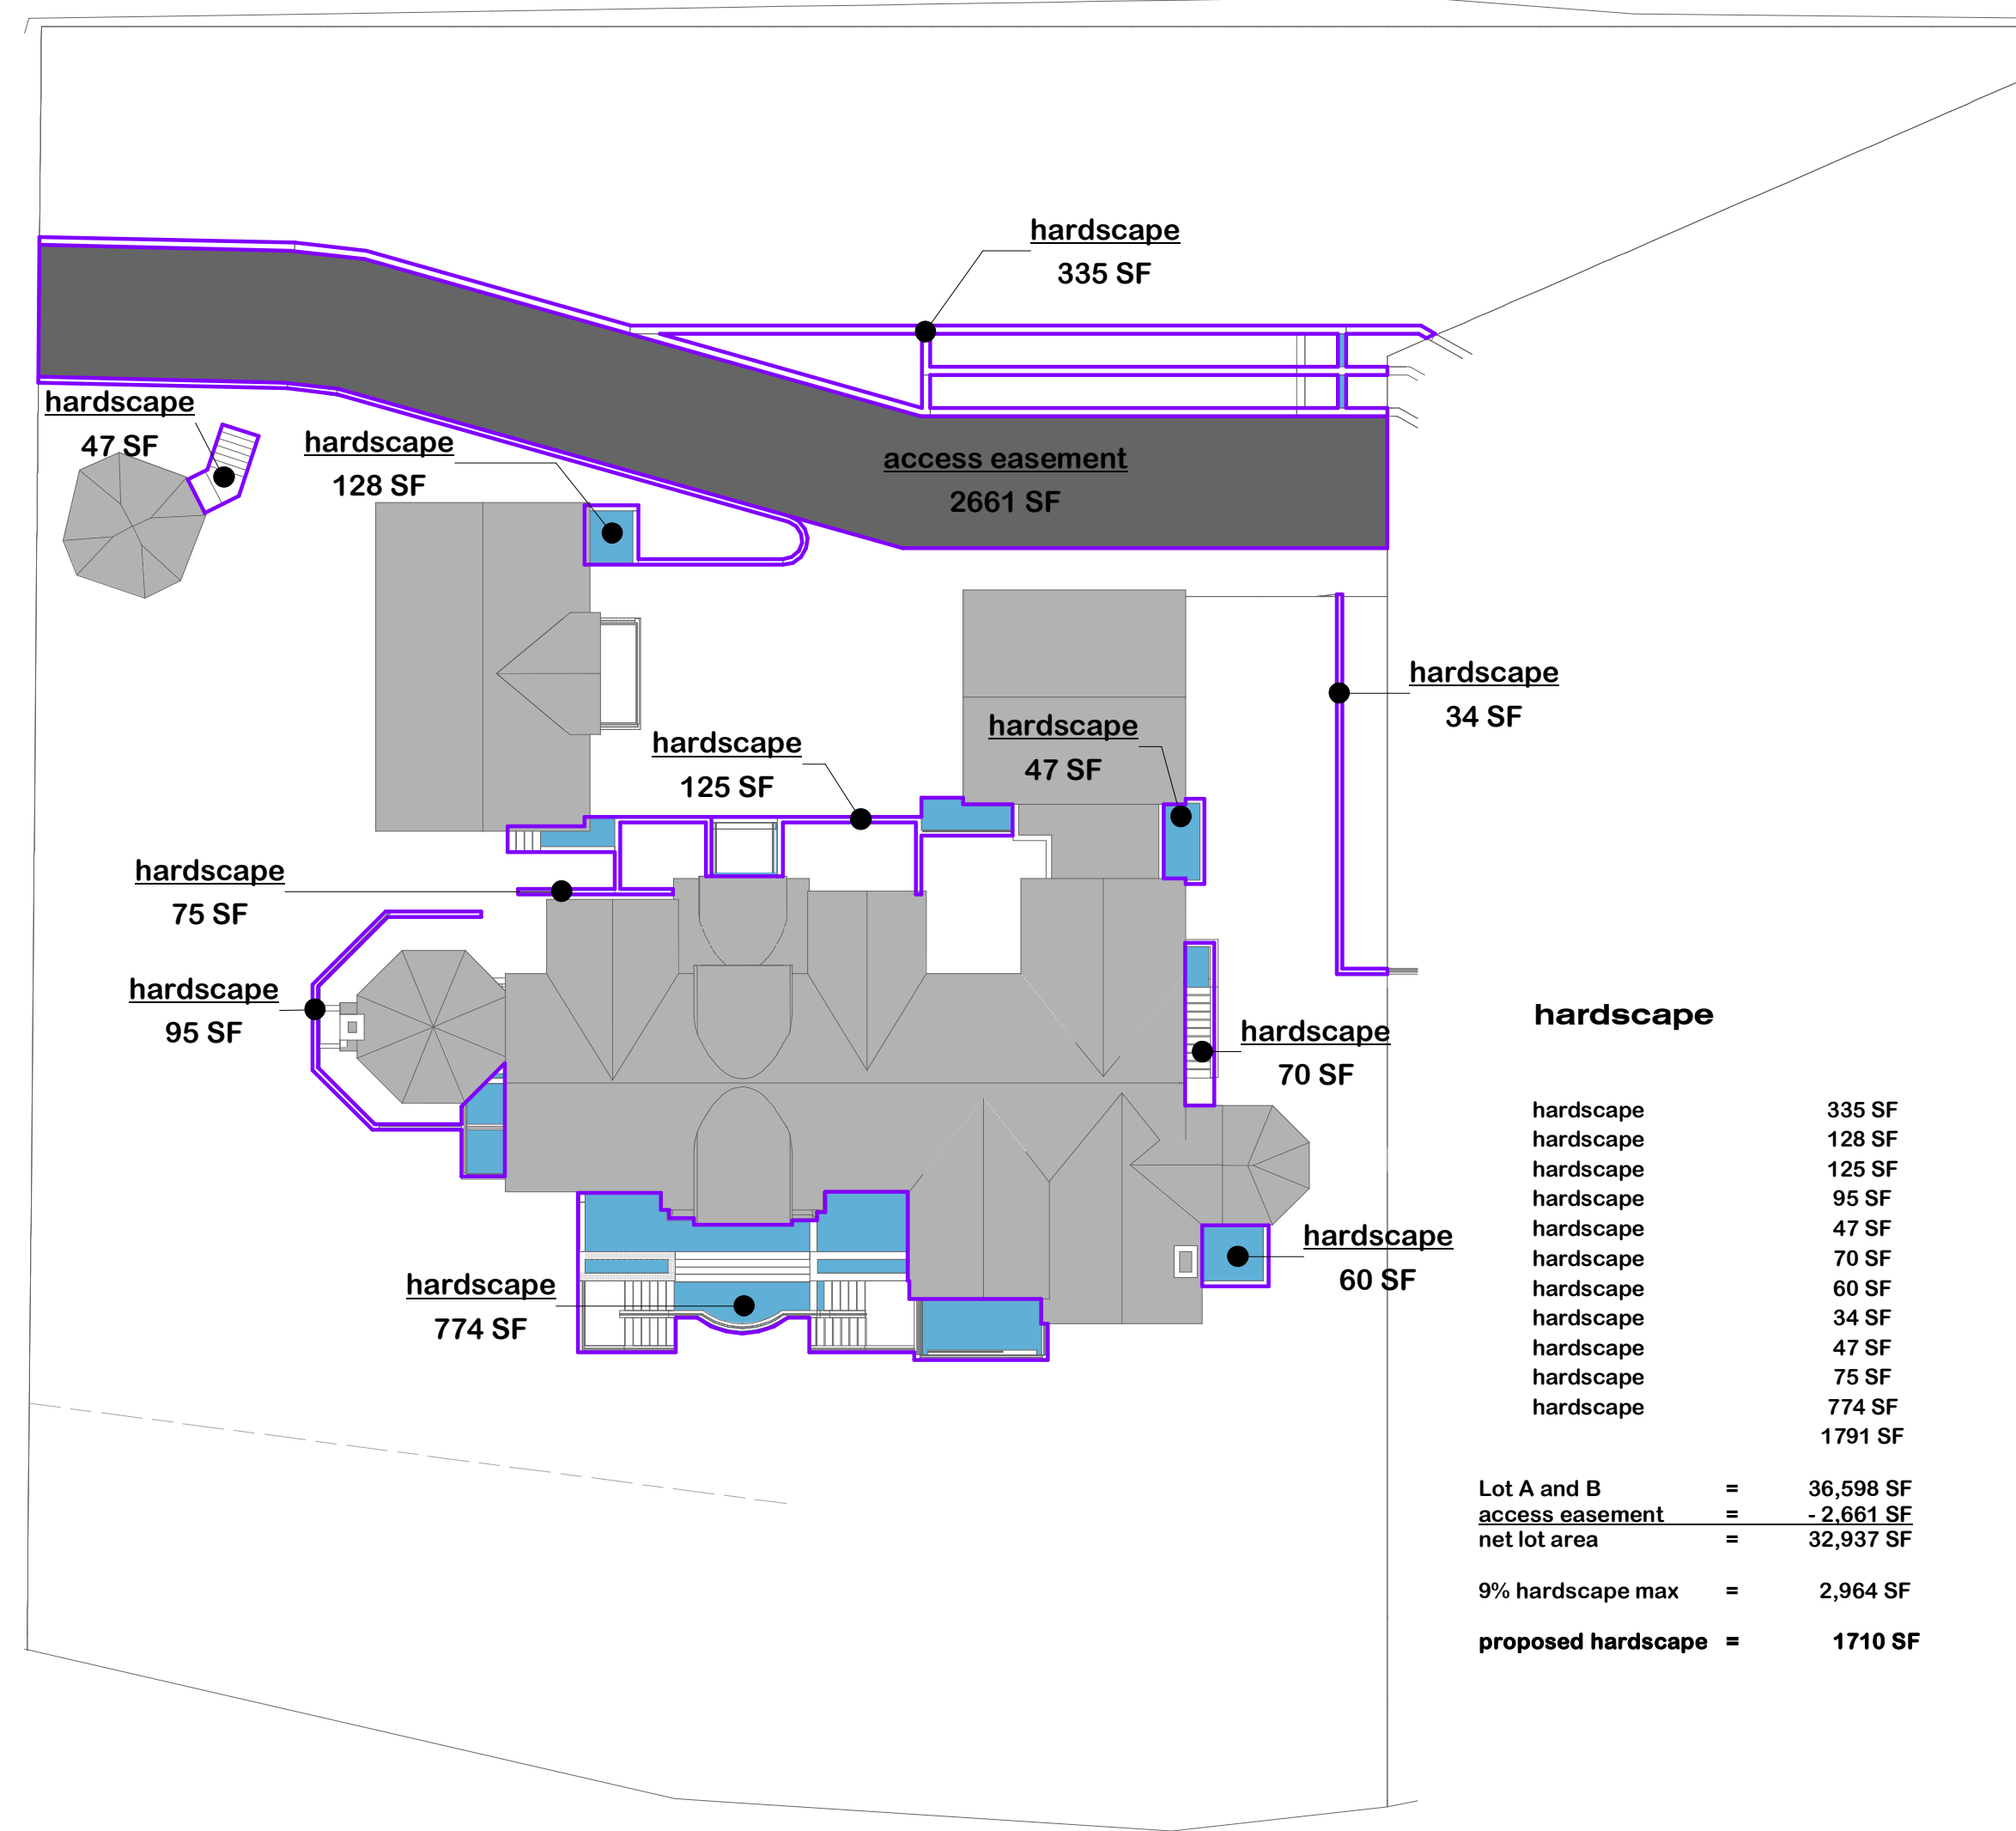 hardscape
335 SF
hardscape
47 SF
hardscape
128 SF
access easement
2661 SF
hardscape
34 SF
hardscape
47 SF
hardscape
125 SF
hardscape
75 SF
hardscape
95 SF
hardscape
70 SF
hardscape
60 SF
hardscape
774 SF
hardscape
hardscape 335 SF
hardscape 128 SF
hardscape 125 SF
hardscape 95 SF
hardscape 47 SF
hardscape 70 SF
hardscape 60 SF
hardscape 34 SF
hardscape 47 SF
hardscape 75 SF
hardscape 774 SF
1791 SF
Lot A and B = 36,598 SF
access easement = - 2,661 SF
net lot area = 32,937 SF
9% hardscape max = 2,964 SF
proposed hardscape = 1710 SF